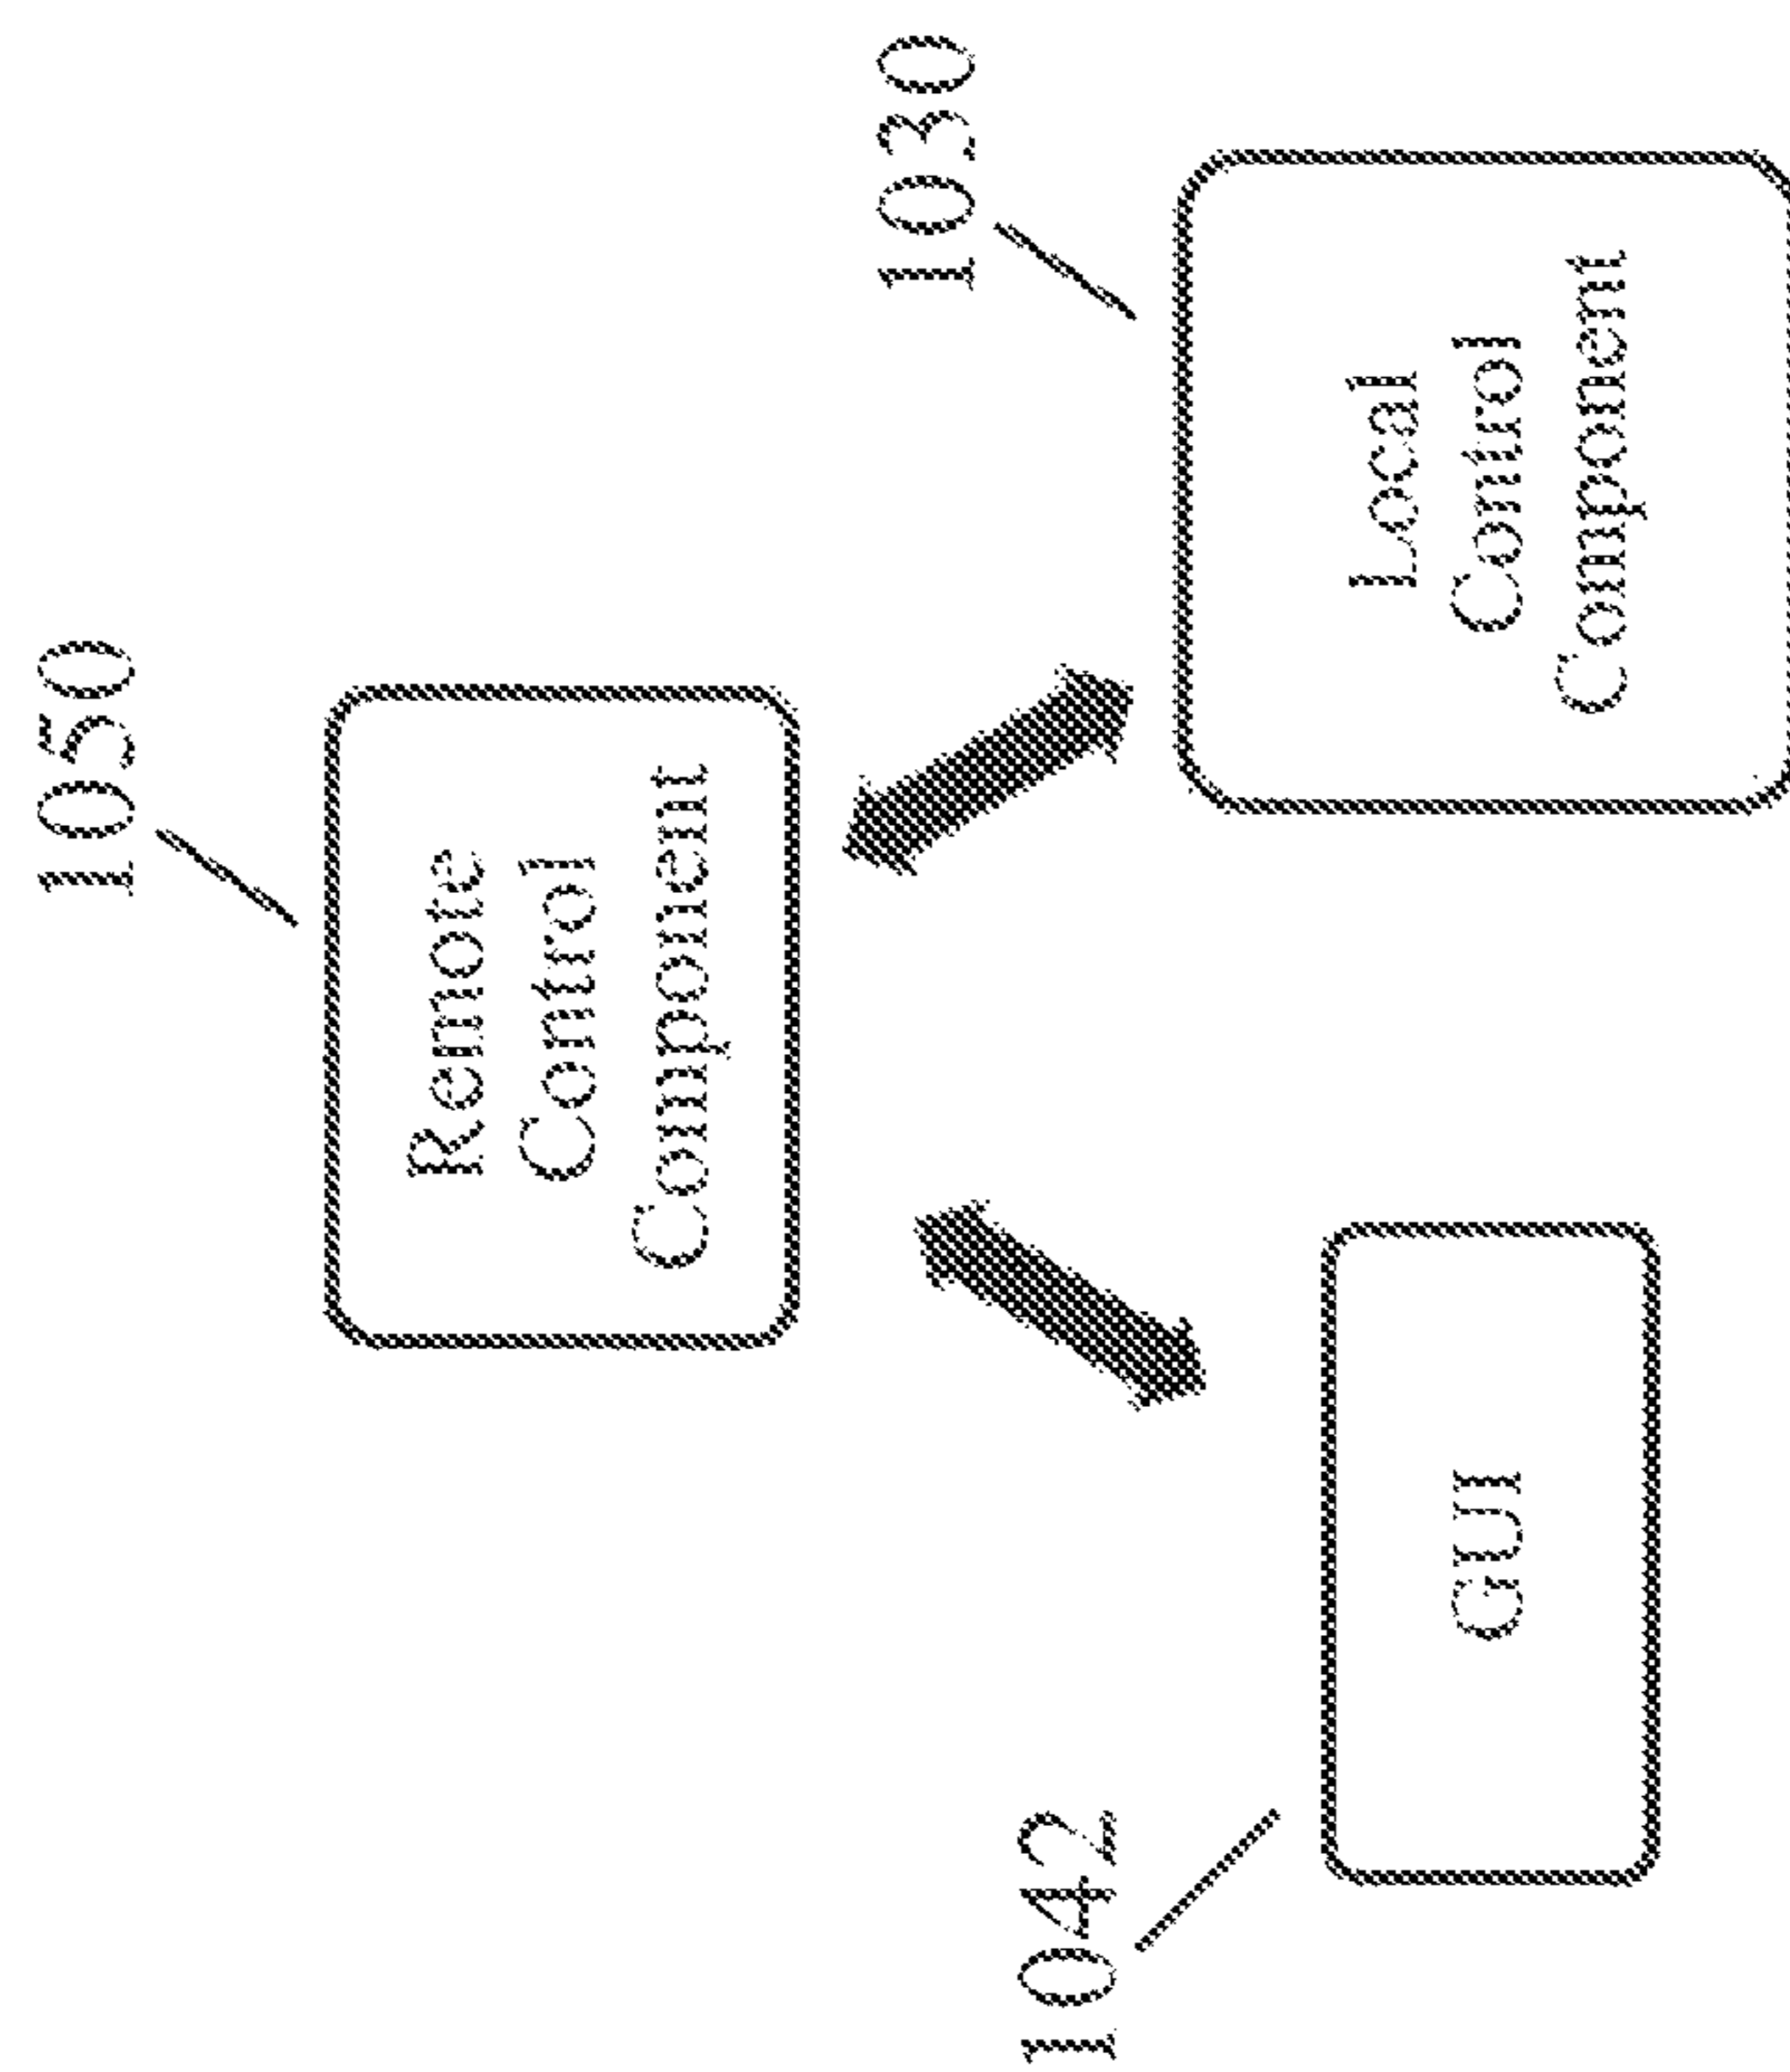 1050
Remote
Control
Component
1042
GUI
1030
Local
Control
Component